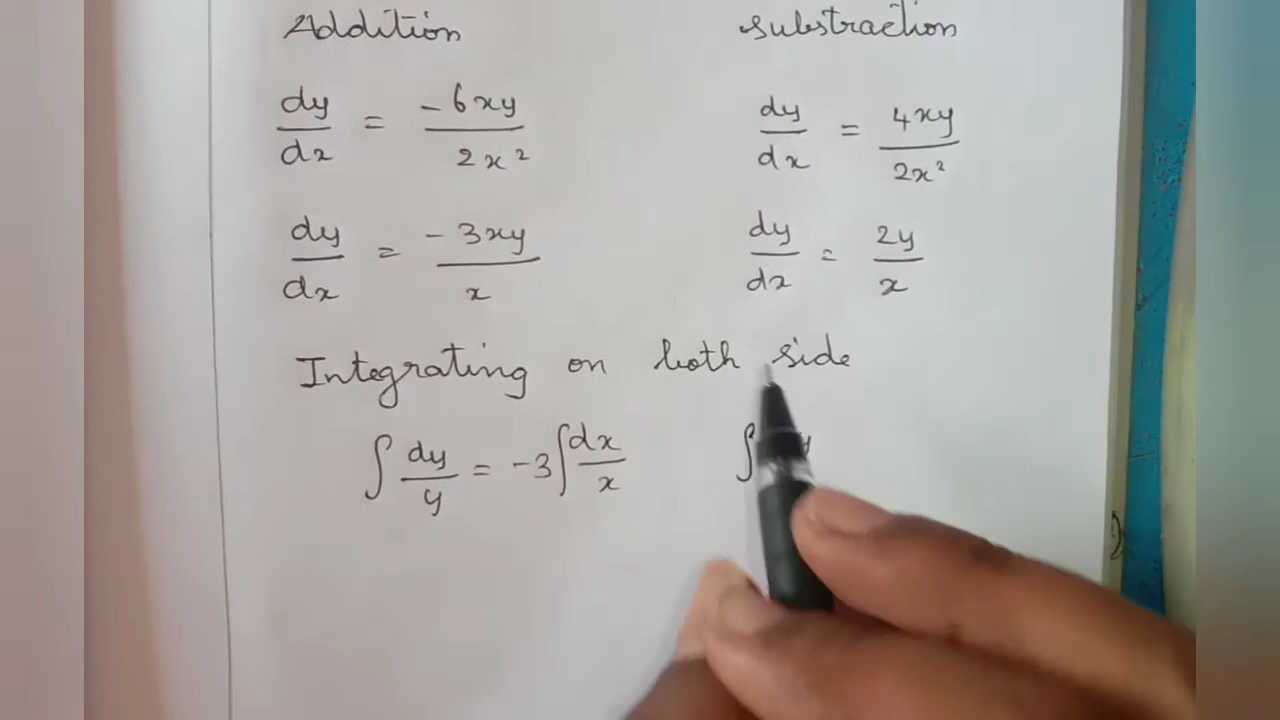 Addition
substraction
dy/dx = -6xy/2x²
dy/dx = 4xy/2x²
dy/dx = -3xy/x
dy/dx = 2y/x
Integrating on both side
∫ dy/y = -3∫ dx/x
∫